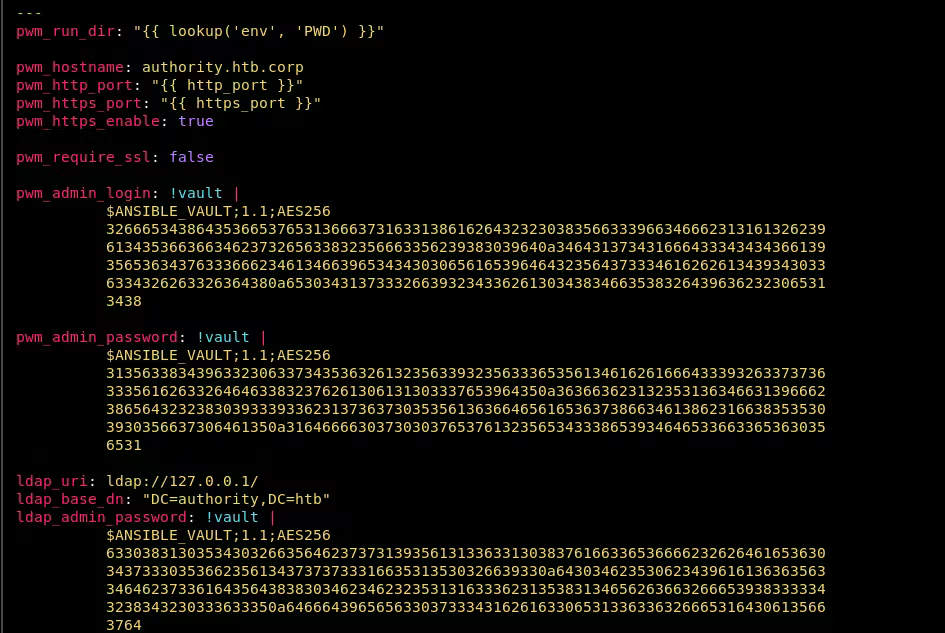 ---
pwm_run_dir: "{{ lookup('env', 'PWD') }}"
pwm_hostname: authority.htb.corp
pwm_http_port: "{{ http_port }}"
pwm_https_port: "{{ https_port }}"
pwm_https_enable: true
pwm_require_ssl: false
pwm_admin_login: !vault |
$ANSIBLE_VAULT;1.1;AES256
32666534386435366537653136663731633138616264323230383566333966346662313161326239
6134353663663462373265633832356663356239383039640a346431373431666433343434366139
35653634376333666234613466396534343030656165396464323564373334616262613439343033
6334326263326364380a653034313733326639323433626130343834663538326439636232306531
3438
pwm_admin_password: !vault |
$ANSIBLE_VAULT;1.1;AES256
31356338343963323063373435363261323563393235633365356134616261666433393263373736
3335616263326464633832376261306131303337653964350a363663623132353136346631396662
38656432323830393339336231373637303535613636646561653637386634613862316638353530
3930356637306461350a316466663037303037653761323565343338653934646533663365363035
6531
ldap_uri: ldap://127.0.0.1/
ldap_base_dn: "DC=authority,DC=htb"
ldap_admin_password: !vault |
$ANSIBLE_VAULT;1.1;AES256
63303831303534303266356462373731393561313363313038376166336536666232626461653630
3437333035366235613437373733316635313530326639330a643034623530623439616136363563
34646237336164356438383034623462323531316333623135383134656263663266653938333334
3238343230333633350a646664396565633037333431626163306531336336326665316430613566
3764